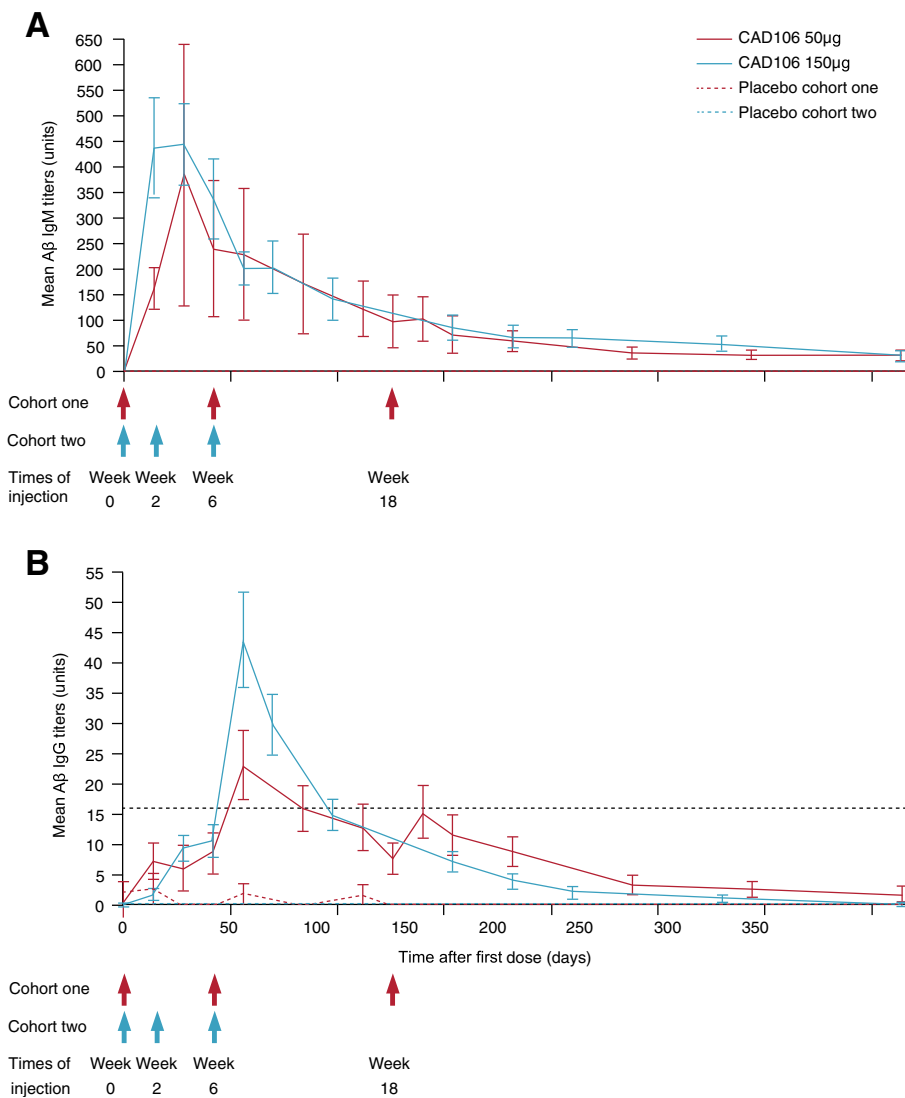 A
CAD106 50µg
CAD106 150µg
Placebo cohort one
Placebo cohort two
Mean Aβ IgM titers (units)
650
600
550
500
450
400
350
300
250
200
150
100
50
0
Cohort one
Cohort two
Times of injection
Week 0
Week 2
Week 6
Week 18
B
Mean Aβ IgG titers (units)
55
50
45
40
35
30
25
20
15
10
5
0
0 50 100 150 200 250 350
Time after first dose (days)
Cohort one
Cohort two
Times of injection
Week 0
Week 2
Week 6
Week 18